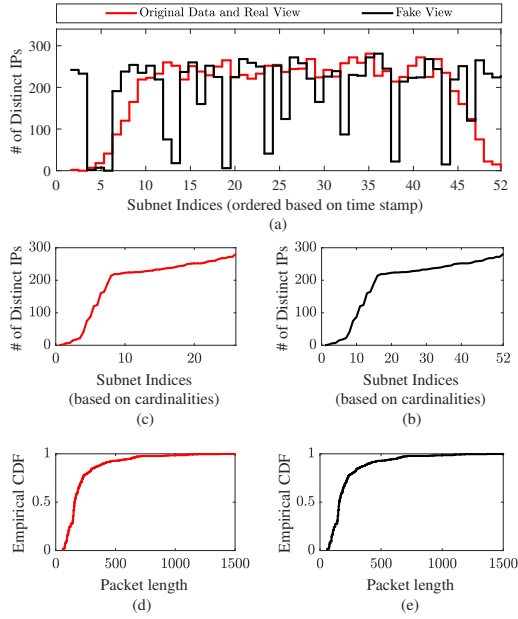 Original Data and Real View Fake View
300
200
100
0
# of Distinct IPs
0 5 10 15 20 25 30 35 40 45 52
Subnet Indices (ordered based on time stamp)
(a)
300
200
100
0
# of Distinct IPs
0 10 20
Subnet Indices
(based on cardinalities)
(c)
300
200
100
0
# of Distinct IPs
0 10 20 30 40 52
Subnet Indices
(based on cardinalities)
(b)
1
0.5
0
Empirical CDF
0 500 1000 1500
Packet length
(d)
1
0.5
0
Empirical CDF
0 500 1000 1500
Packet length
(e)